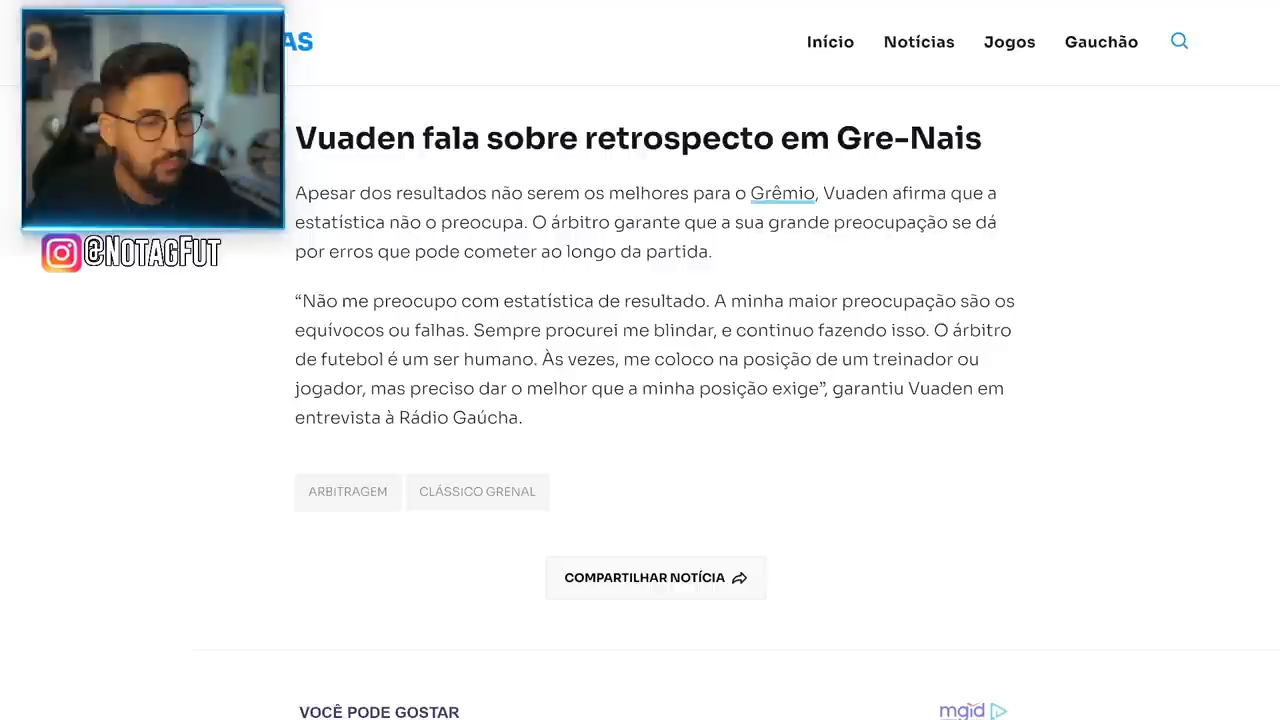 AS
Início Notícias Jogos Gauchão
Vuaden fala sobre retrospecto em Gre-Nais
Apesar dos resultados não serem os melhores para o Grêmio, Vuaden afirma que a
estatística não o preocupa. O árbitro garante que a sua grande preocupação se dá
por erros que pode cometer ao longo da partida.
“Não me preocupo com estatística de resultado. A minha maior preocupação são os
equívocos ou falhas. Sempre procurei me blindar, e continuo fazendo isso. O árbitro
de futebol é um ser humano. Às vezes, me coloco na posição de um treinador ou
jogador, mas preciso dar o melhor que a minha posição exige”, garantiu Vuaden em
entrevista à Rádio Gaúcha.
@NOTAGFUT
ARBITRAGEM CLÁSSICO GRENAL
COMPARTILHAR NOTÍCIA
VOCÊ PODE GOSTAR mgid